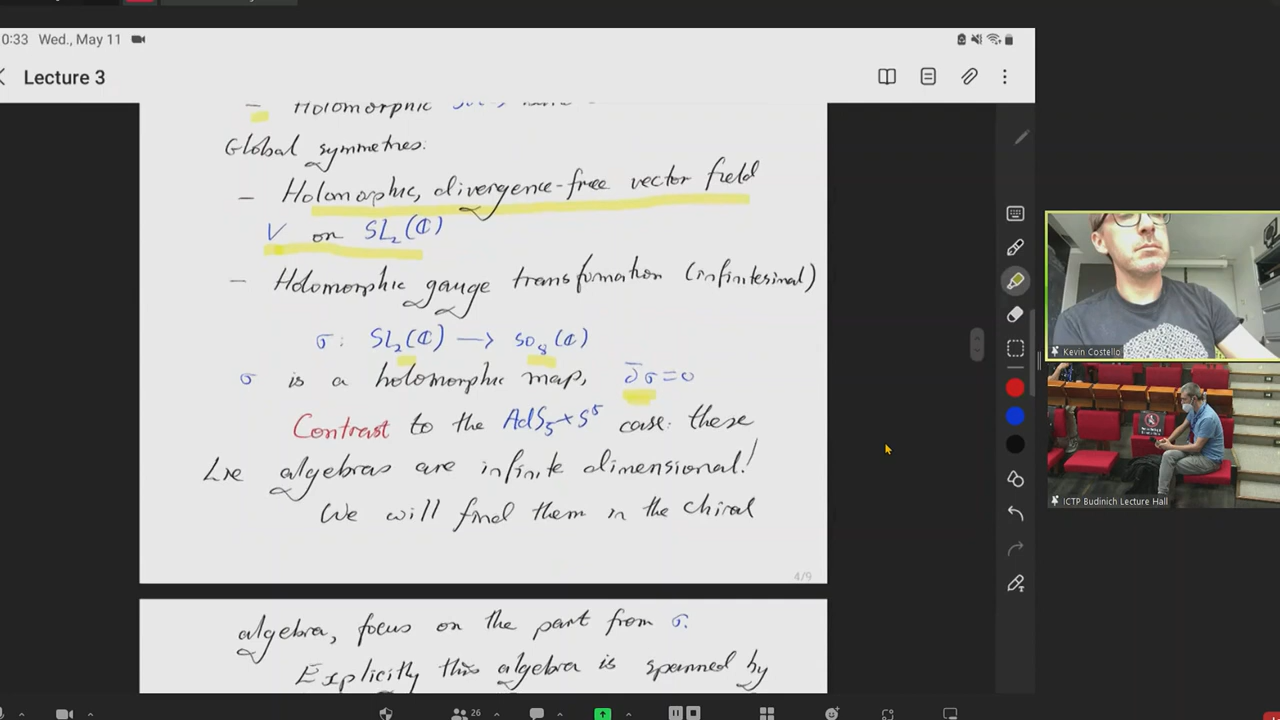 0:33 Wed., May 11
Lecture 3
- Holomorphic
Global symmetries:
- Holomorphic, divergence-free vector field
V on SL₂(ℂ)
- Holomorphic gauge transformation (infinitesimal)
σ: SL₂(ℂ) → so₈(ℂ)
σ is a holomorphic map, ∂̄σ=0
Contrast to the AdS₅×S⁵ case: these
Lie algebras are infinite dimensional!
We will find them in the chiral
4/9
algebra, focus on the part from σ.
Explicitly this algebra is spanned by
Kevin Costello
ICTP Budinich Lecture Hall
26